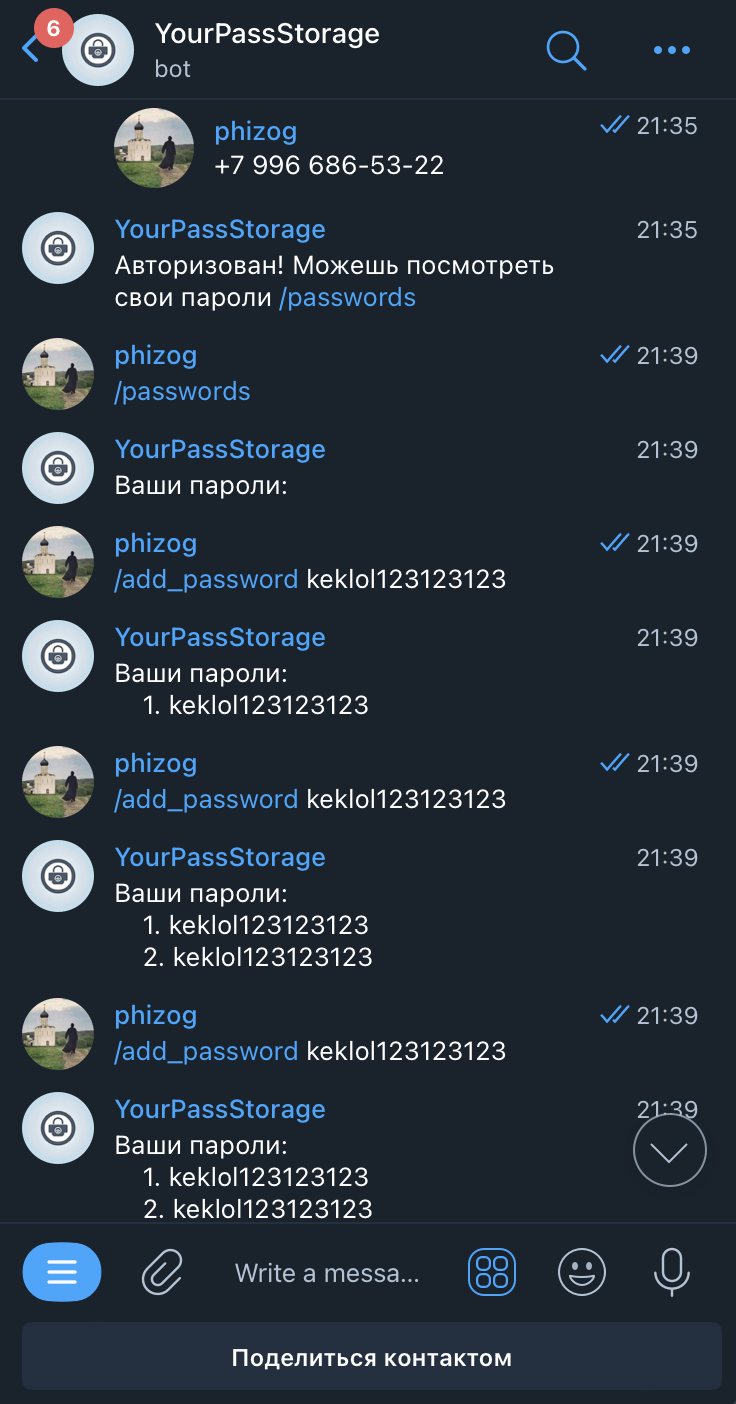 6
YourPassStorage
bot
phizog
21:35
+7 996 686-53-22
YourPassStorage
21:35
Авторизован! Можешь посмотреть
свои пароли /passwords
phizog
21:39
/passwords
YourPassStorage
21:39
Ваши пароли:
phizog
21:39
/add_password keklol123123123
YourPassStorage
21:39
Ваши пароли:
1. keklol123123123
phizog
21:39
/add_password keklol123123123
YourPassStorage
21:39
Ваши пароли:
1. keklol123123123
2. keklol123123123
phizog
21:39
/add_password keklol123123123
YourPassStorage
21:39
Ваши пароли:
1. keklol123123123
2. keklol123123123
Write a messa...
Поделиться контактом